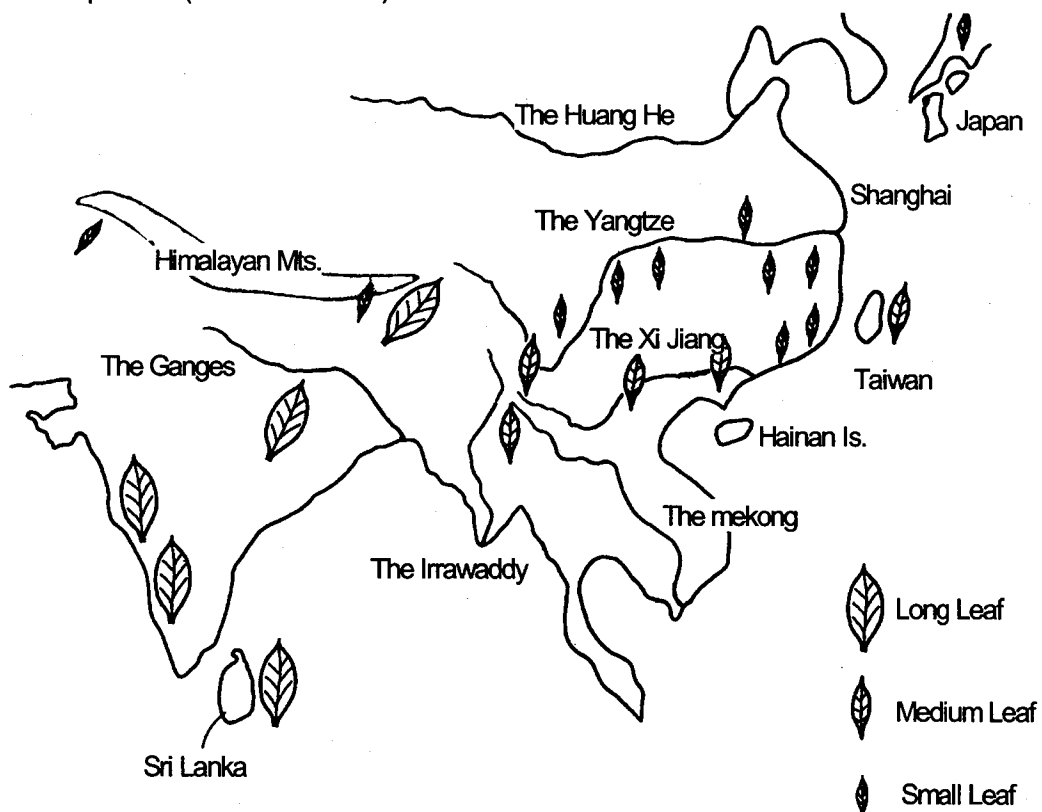 The Huang He
Japan
Shanghai
The Yangtze
Himalayan Mts.
The Xi Jiang
The Ganges
Taiwan
Hainan Is.
The mekong
The Irrawaddy
Long Leaf
Medium Leaf
Sri Lanka
Small Leaf